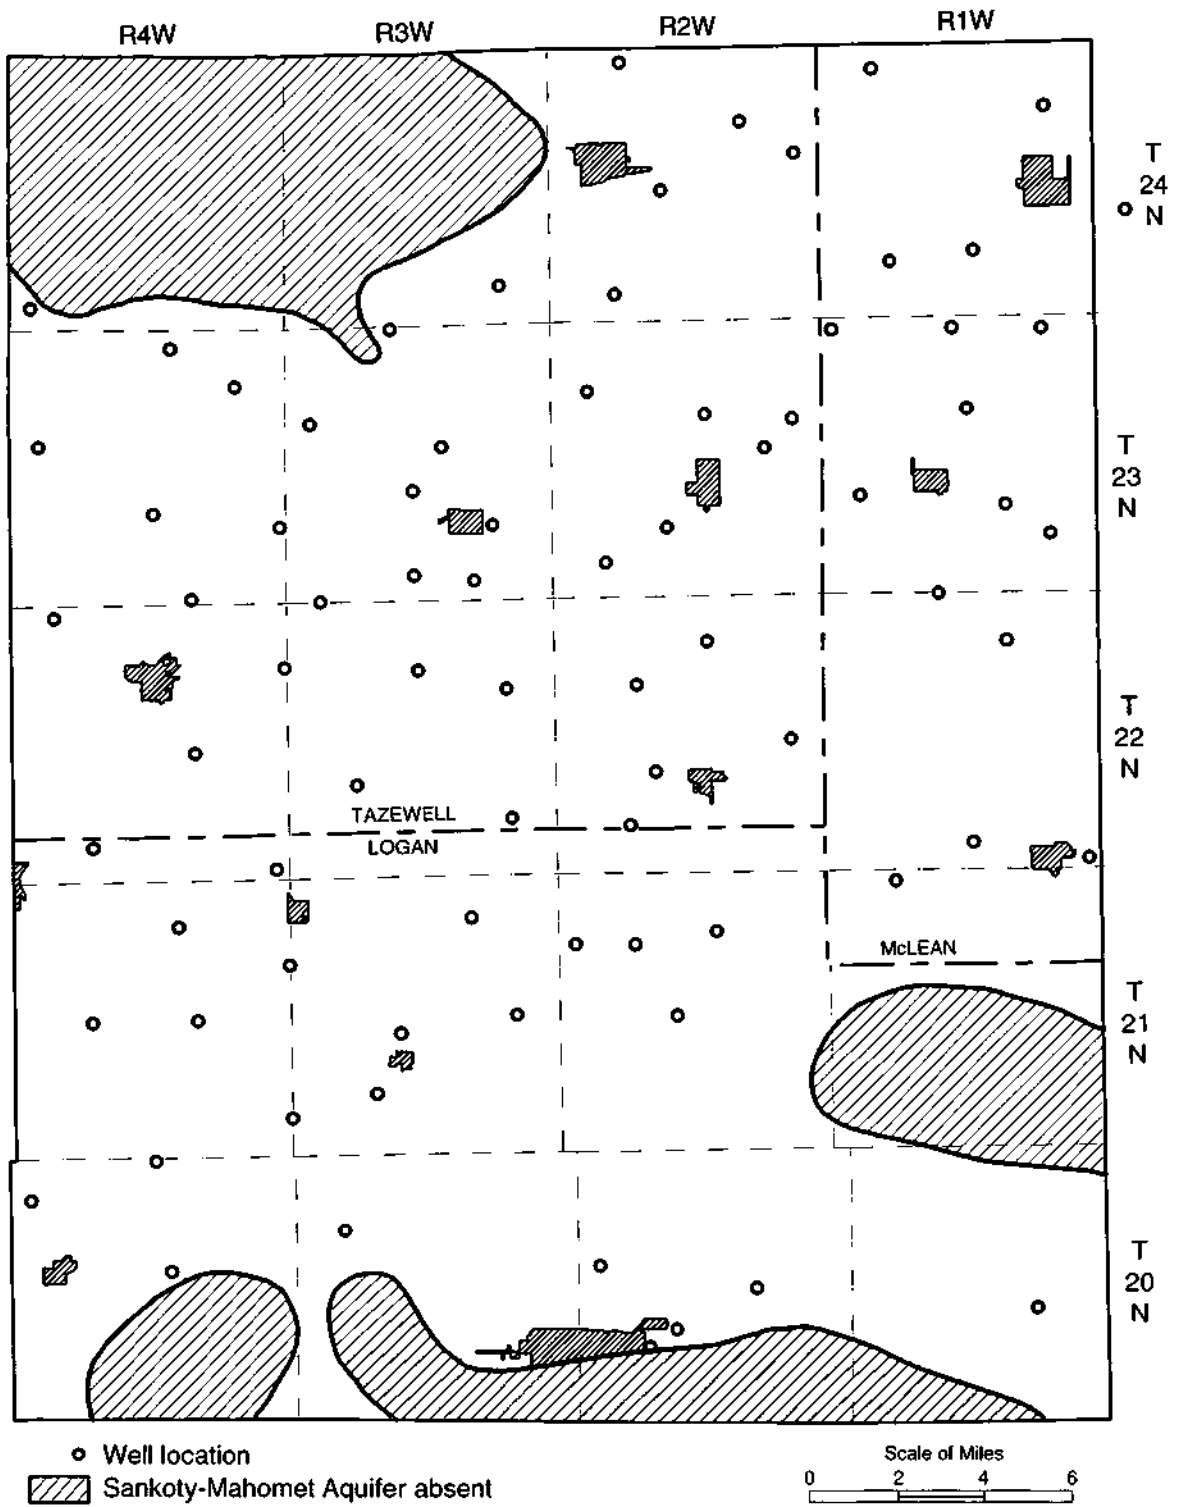 R4W R3W R2W R1W
T
24
N
T
23
N
T
22
N
TAZEWELL
LOGAN
McLEAN
T
21
N
T
20
N
Well location
Sankoty-Mahomet Aquifer absent
Scale of Miles
0 2 4 6